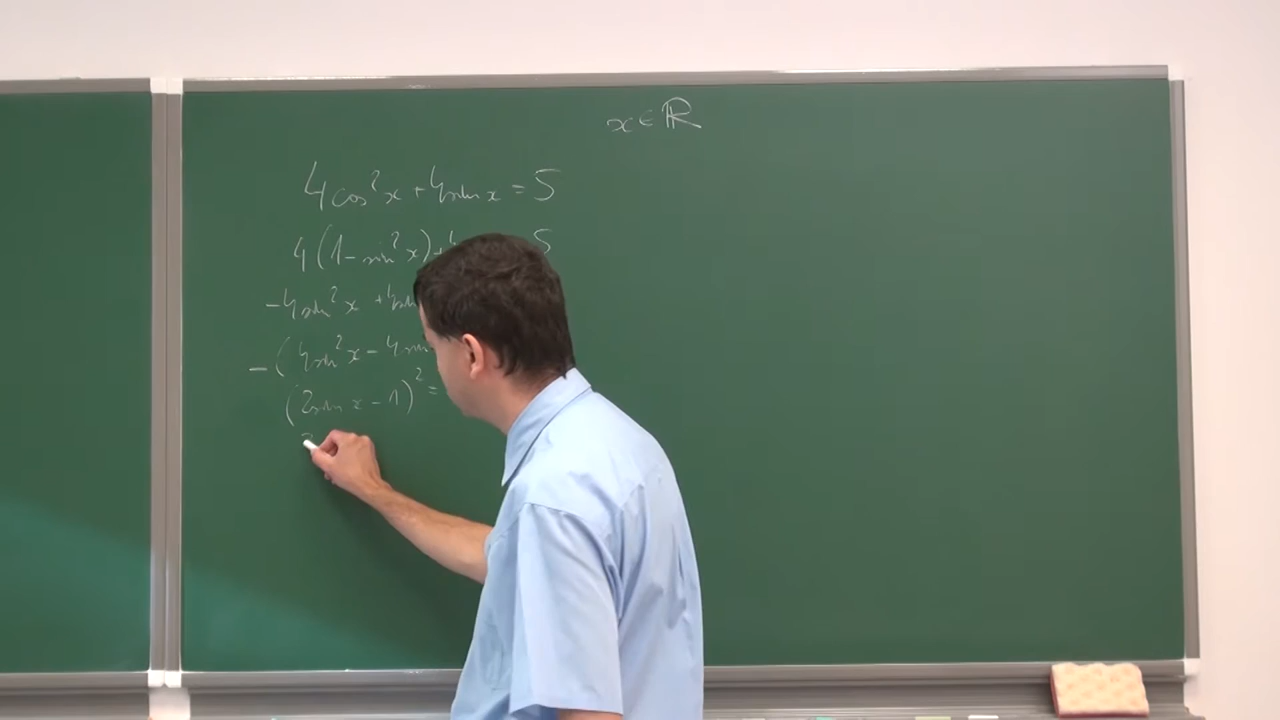 x ∈ ℝ
4cos²x + 4sin x = 5
4(1 - sin²x) + 4 5
-4sin²x + 4sin
-(4sin²x - 4sin
(2sin x - 1)² =